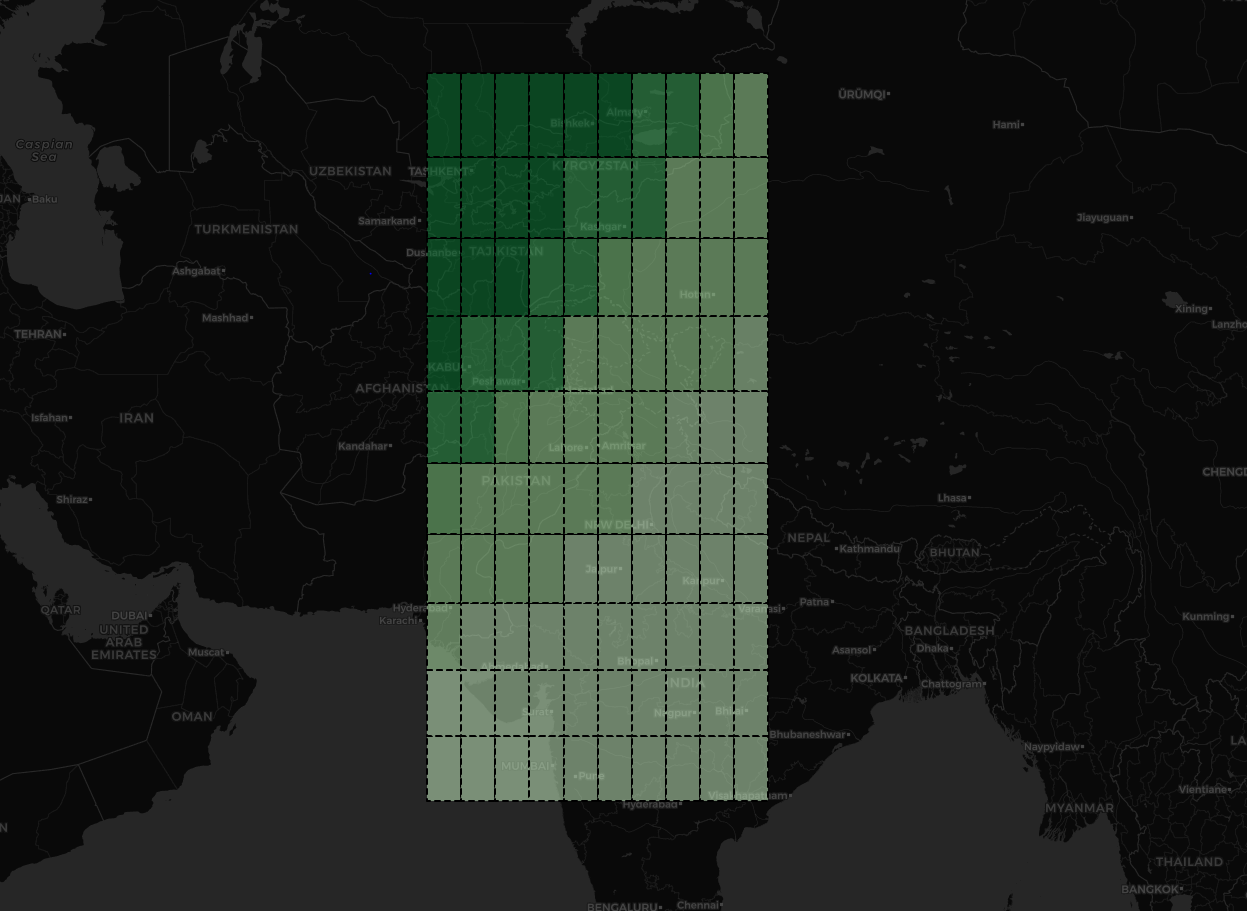 ÜRÜMQI
Almaty
Bishkek
Hami
Caspian
Sea
KYRGYZSTAN
UZBEKISTAN
TASHKENT
Baku
Jiayuguan
Samarkand
Kashgar
TURKMENISTAN
Dushanbe
TAJIKISTAN
Ashgabat
Hotan
Xining
Mashhad
Lanzho
TEHRAN
KABUL
Peshawar
AFGHANISTAN
Isfahan
IRAN
Kandahar
Lahore
Amritsar
CHENGD
PAKISTAN
Shiraz
Lhasa
NEW DELHI
NEPAL
Kathmandu
BHUTAN
Jaipur
Kanpur
QATAR
DUBAI
Hyderabad
Karachi
Varanasi
Patna
Kunming
UNITED
ARAB
EMIRATES
BANGLADESH
Muscat
Asansol
Dhaka
Ahmedabad
Bhopal
KOLKATA
Chattogram
INDIA
OMAN
Surat
Nagpur
Bhilai
Bhubaneshwar
LA
Naypyidaw
MUMBAI
Pune
Vientiane
Visakhapatnam
Hyderabad
MYANMAR
THAILAND
BANGKOK
BENGALURU
Chennai